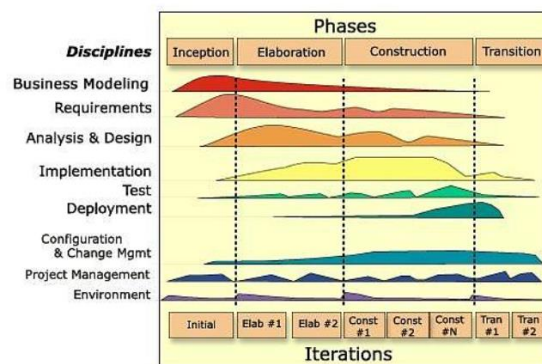 Phases
Disciplines
Inception
Elaboration
Construction
Transition
Business Modeling
Requirements
Analysis & Design
Implementation
Test
Deployment
Configuration
& Change Mgmt
Project Management
Environment
Initial
Elab #1
Elab #2
Const
#1
Const
#2
Const
#N
Tran
#1
Tran
#2
Iterations